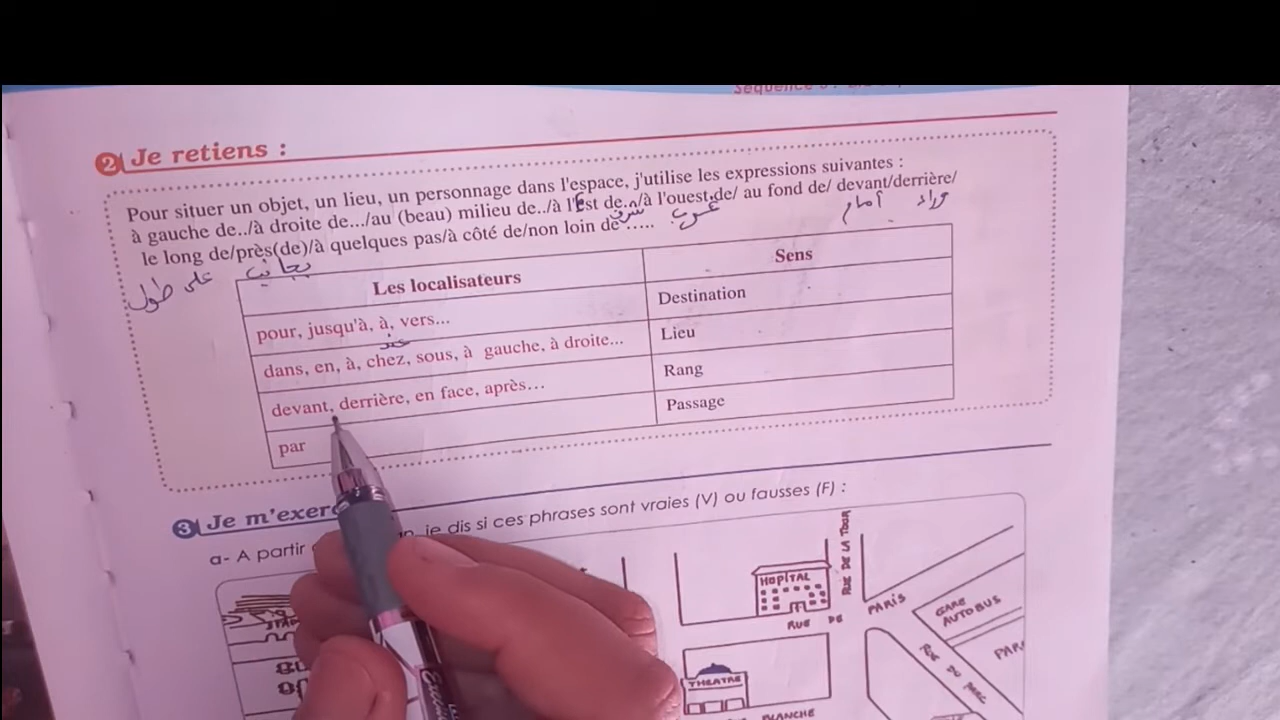 2 Je retiens :
Pour situer un objet, un lieu, un personnage dans l'espace, j'utilise les expressions suivantes :
à gauche de../à droite de.../au (beau) milieu de../à l'Est de../à l'ouest de/ au fond de/ devant/derrière/
شرق غرب أمام وراء
le long de/près(de)/à quelques pas/à côté de/non loin de .....
على طول بجانب
Les localisateurs Sens
pour, jusqu'à, à, vers... Destination
عند
dans, en, à, chez, sous, à gauche, à droite... Lieu
devant, derrière, en face, après... Rang
par Passage
3 Je m'exer
a- A partir je dis si ces phrases sont vraies (V) ou fausses (F) :
HOPITAL
RUE DE LA TOUR
RUE DE PARIS
GARE AUTOBUS
RUE DU PARC
PAR
THEATRE
BLANCHE